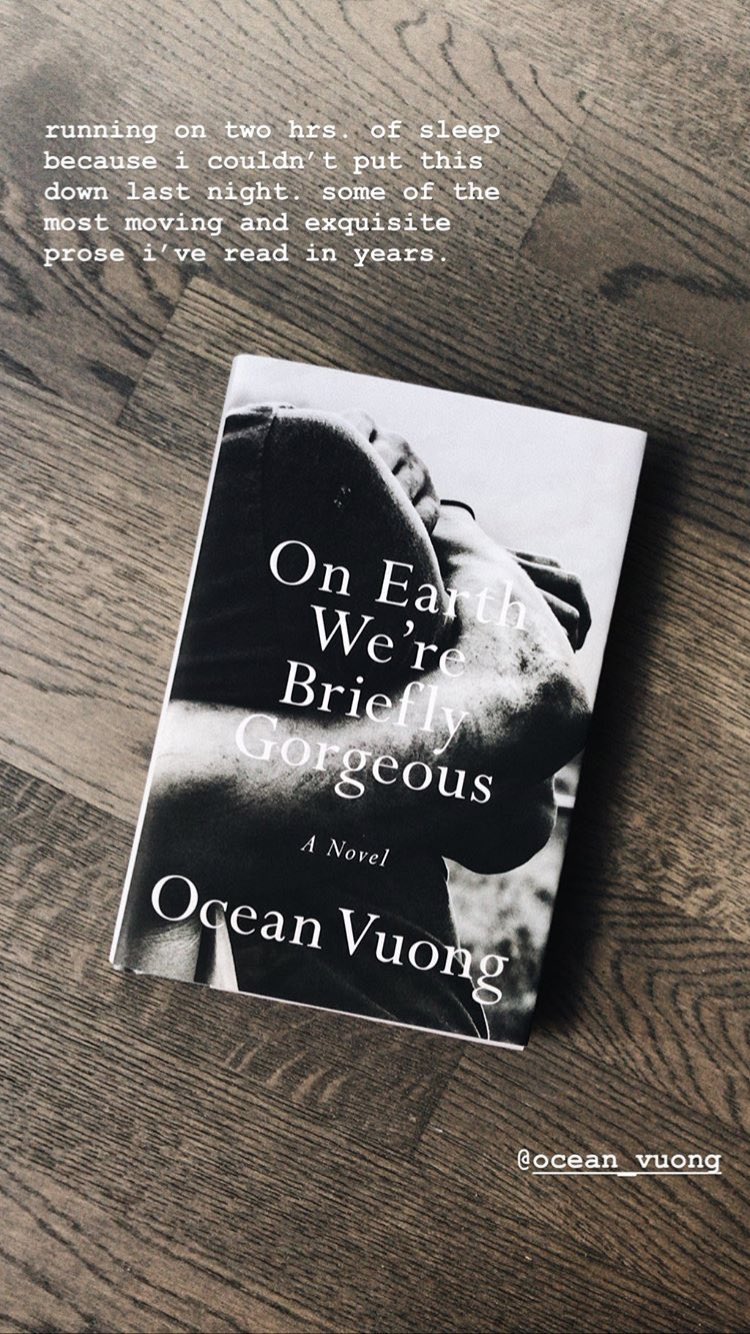 running on two hrs. of sleep
because i couldn't put this
down last night. some of the
most moving and exquisite
prose i've read in years.
On Earth
We're
Briefly
Gorgeous
A Novel
Ocean Vuong
@ocean_vuong